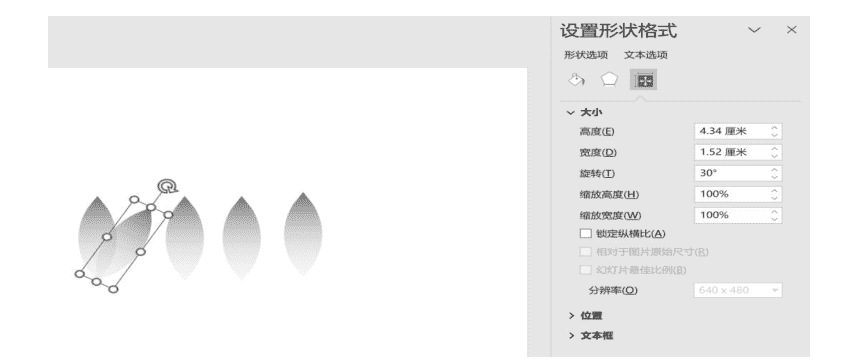 设置形状格式
形状选项 文本选项
大小
高度(E) 4.34 厘米
宽度(D) 1.52 厘米
旋转(T) 30°
缩放高度(H) 100%
缩放宽度(W) 100%
锁定纵横比(A)
相对于图片原始尺寸(R)
幻灯片最佳比例(B)
分辨率(O) 640 x 480
位置
文本框